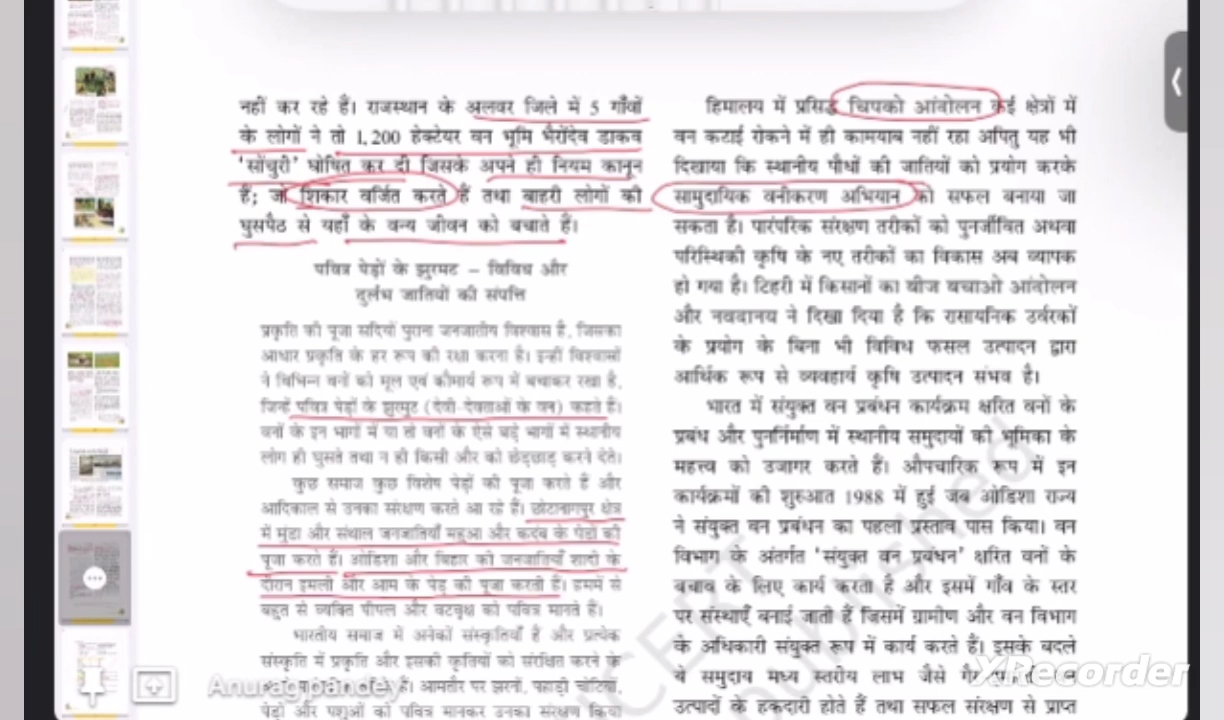 नहीं कर रहे हैं। राजस्थान के अलवर जिले में 5 गाँवों
के लोगों ने तो 1,200 हेक्टेयर वन भूमि भैरोंदेव डाकव
'सोंचुरी' घोषित कर दी जिसके अपने ही नियम कानून
हैं; जो शिकार वर्जित करते हैं तथा बाहरी लोगों की
घुसपैठ से यहाँ के वन्य जीवन को बचाते हैं।
पवित्र पेड़ों के झुरमट – विविध और
दुर्लभ जातियों की संपत्ति
प्रकृति की पूजा सदियों पुराना जनजातीय विश्वास है, जिसका
आधार प्रकृति के हर रूप की रक्षा करना है। इन्हीं विश्वासों
ने विभिन्न वनों को मूल एवं कौमार्य रूप में बचाकर रखा है,
जिन्हें पवित्र पेड़ों के झुरमुट (देवी-देवताओं के वन) कहते हैं।
वनों के इन भागों में या तो वनों के ऐसे बड़े भागों में स्थानीय
लोग ही घुसते तथा न ही किसी और को छेड़छाड़ करने देते।
कुछ समाज कुछ विशेष पेड़ों की पूजा करते हैं और
आदिकाल से उनका संरक्षण करते आ रहे हैं। छोटानागपुर क्षेत्र
में मुंडा और संथाल जनजातियाँ महुआ और कदंब के पेड़ों की
पूजा करते हैं। ओडिशा और बिहार की जनजातियाँ शादी के
दौरान इमली और आम के पेड़ की पूजा करती हैं। हममें से
बहुत से व्यक्ति पीपल और वटवृक्ष को पवित्र मानते हैं।
भारतीय समाज में अनेकों संस्कृतियाँ हैं और प्रत्येक
संस्कृति में प्रकृति और इसकी कृतियों को संरक्षित करने के
हैं। आमतौर पर झरनों, पहाड़ी चोटियों,
पेड़ों और पशुओं को पवित्र मानकर उनका संरक्षण किया
हिमालय में प्रसिद्ध चिपको आंदोलन कई क्षेत्रों में
वन कटाई रोकने में ही कामयाब नहीं रहा अपितु यह भी
दिखाया कि स्थानीय पौधों की जातियों को प्रयोग करके
सामुदायिक वनीकरण अभियान को सफल बनाया जा
सकता है। पारंपरिक संरक्षण तरीकों को पुनर्जीवित अथवा
परिस्थिकी कृषि के नए तरीकों का विकास अब व्यापक
हो गया है। टिहरी में किसानों का बीज बचाओ आंदोलन
और नवदानय ने दिखा दिया है कि रासायनिक उर्वरकों
के प्रयोग के बिना भी विविध फसल उत्पादन द्वारा
आर्थिक रूप से व्यवहार्य कृषि उत्पादन संभव है।
भारत में संयुक्त वन प्रबंधन कार्यक्रम क्षरित वनों के
प्रबंध और पुनर्निर्माण में स्थानीय समुदायों की भूमिका के
महत्त्व को उजागर करते हैं। औपचारिक रूप में इन
कार्यक्रमों की शुरुआत 1988 में हुई जब ओडिशा राज्य
ने संयुक्त वन प्रबंधन का पहला प्रस्ताव पास किया। वन
विभाग के अंतर्गत 'संयुक्त वन प्रबंधन' क्षरित वनों के
बचाव के लिए कार्य करता है और इसमें गाँव के स्तर
पर संस्थाएँ बनाई जाती हैं जिसमें ग्रामीण और वन विभाग
के अधिकारी संयुक्त रूप में कार्य करते हैं। इसके बदले
ये समुदाय मध्य स्तरीय लाभ जैसे
उत्पादों के हकदारी होते हैं तथा सफल संरक्षण से प्राप्त
Anurag pandey
XRecorder